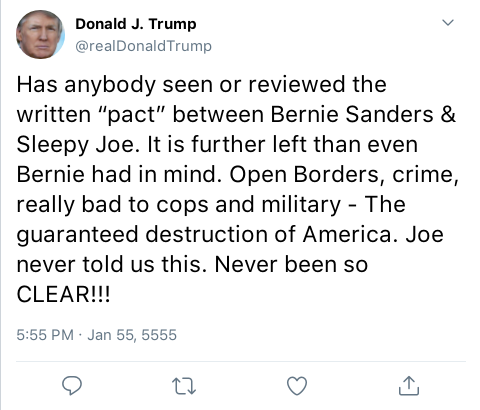 Donald J. Trump
@realDonaldTrump
Has anybody seen or reviewed the
written “pact” between Bernie Sanders &
Sleepy Joe. It is further left than even
Bernie had in mind. Open Borders, crime,
really bad to cops and military - The
guaranteed destruction of America. Joe
never told us this. Never been so
CLEAR!!!
5:55 PM · Jan 55, 5555